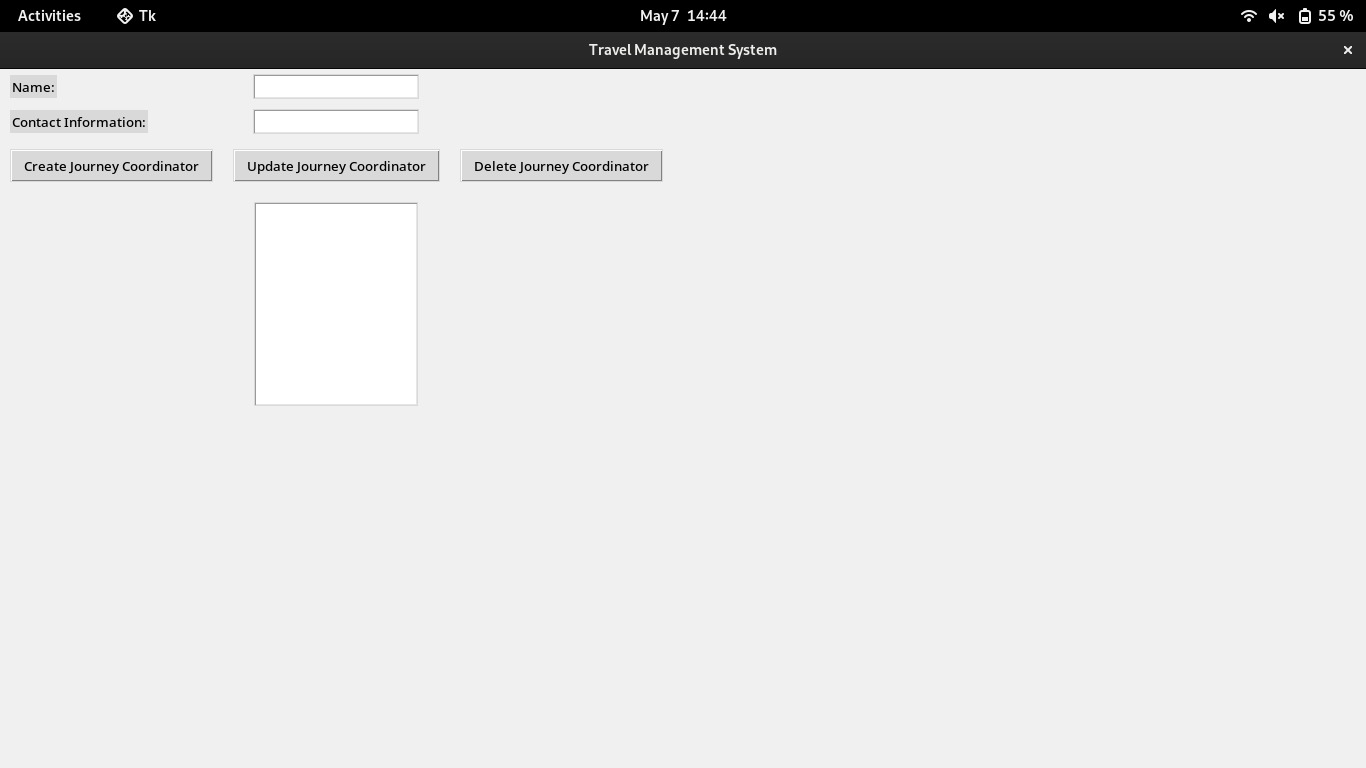 Activities Tk May 7 14:44 55 %
Travel Management System ×
Name:
Contact Information:
Create Journey Coordinator Update Journey Coordinator Delete Journey Coordinator